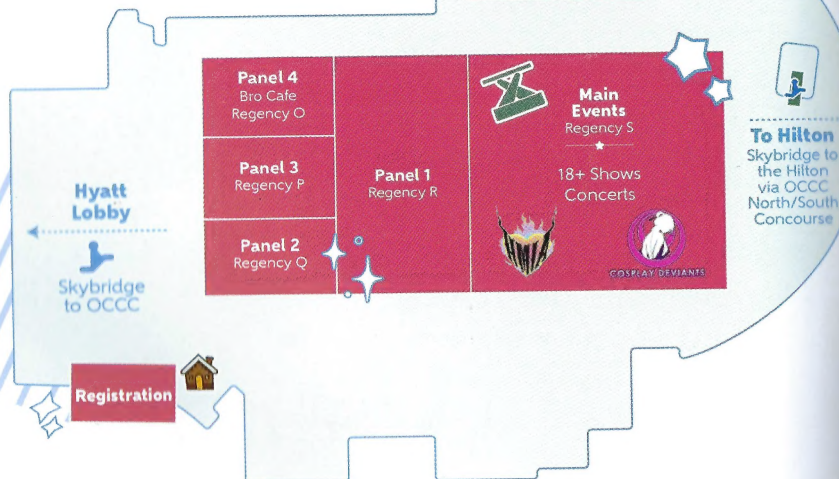 Panel 4
Bro Cafe
Regency O
Panel 3
Regency P
Panel 2
Regency Q
Panel 1
Regency R
Main
Events
Regency S
18+ Shows
Concerts
COSPLAY DEVIANTS
To Hilton
Skybridge to
the Hilton
via OCCC
North/South
Concourse
Hyatt
Lobby
Skybridge
to OCCC
Registration